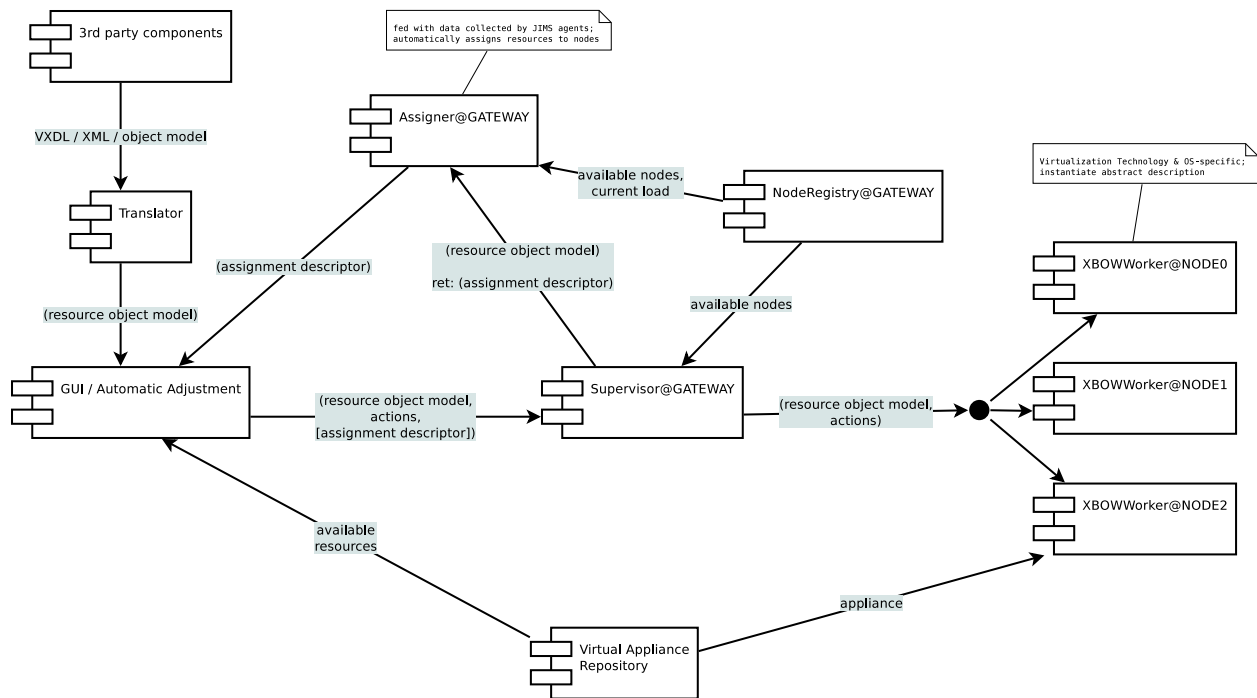 3rd party components
fed with data collected by JIMS agents;
automatically assigns resources to nodes
Assigner@GATEWAY
VXDL / XML / object model
Virtualization Technology & OS-specific;
instantiate abstract description
available nodes,
current load
NodeRegistry@GATEWAY
Translator
(resource object model)
ret: (assignment descriptor)
(assignment descriptor)
XBOWWorker@NODE0
available nodes
(resource object model)
GUI / Automatic Adjustment
Supervisor@GATEWAY
XBOWWorker@NODE1
(resource object model,
actions,
[assignment descriptor])
(resource object model,
actions)
XBOWWorker@NODE2
available
resources
appliance
Virtual Appliance
Repository